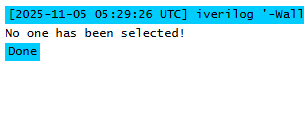 [2025-11-05 05:29:26 UTC] iverilog '-Wall
No one has been selected!
Done